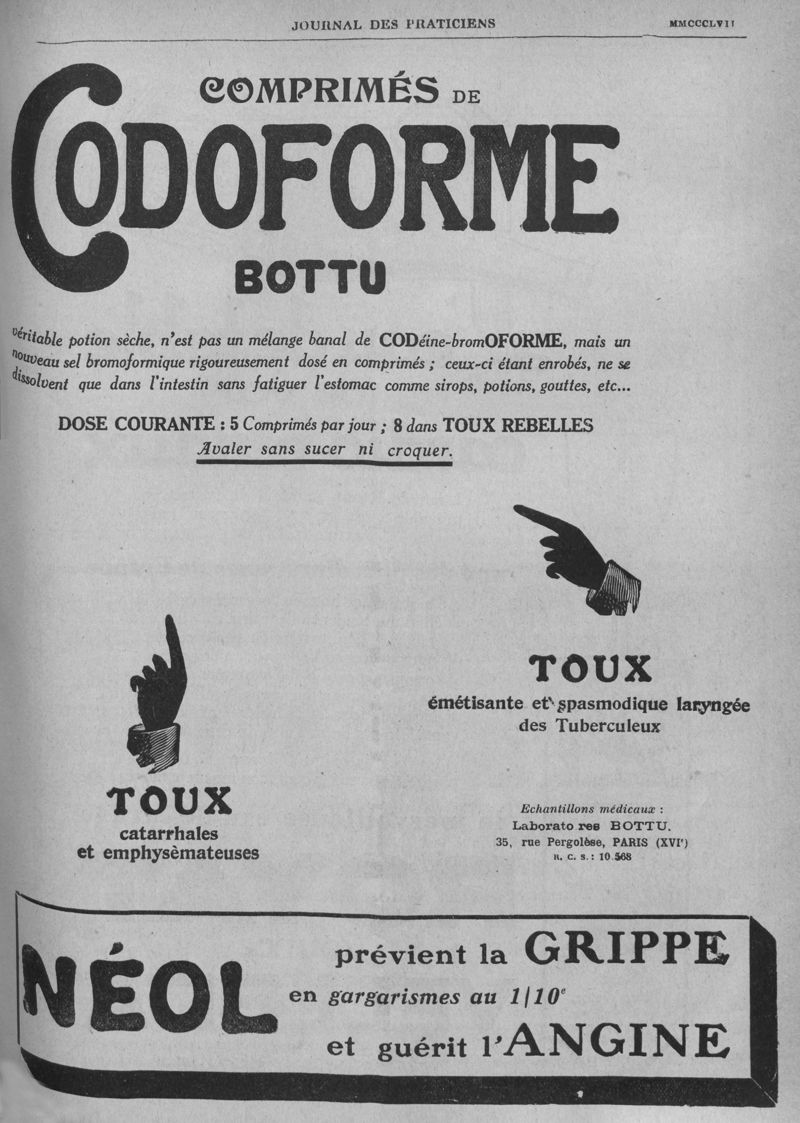 JOURNAL DES PRATICIENS
MMCCCLVII
COMPRIMÉS DE
CODOFORME
BOTTU
véritable potion sèche, n'est pas un mélange banal de CODéine-bromOFORME, mais un
nouveau sel bromoformique rigoureusement dosé en comprimés ; ceux-ci étant enrobés, ne se
dissolvent que dans l'intestin sans fatiguer l'estomac comme sirops, potions, gouttes, etc...
DOSE COURANTE : 5 Comprimés par jour ; 8 dans TOUX REBELLES
Avaler sans sucer ni croquer.
TOUX
émétisante et spasmodique laryngée
des Tuberculeux
TOUX
catarrhales
et emphysèmateuses
Echantillons médicaux :
Laborato res BOTTU.
35, rue Pergolèse, PARIS (XVIᵉ)
R. C. S. : 10.568
NÉOL
prévient la GRIPPE
en gargarismes au 1/10ᵉ
et guérit l'ANGINE